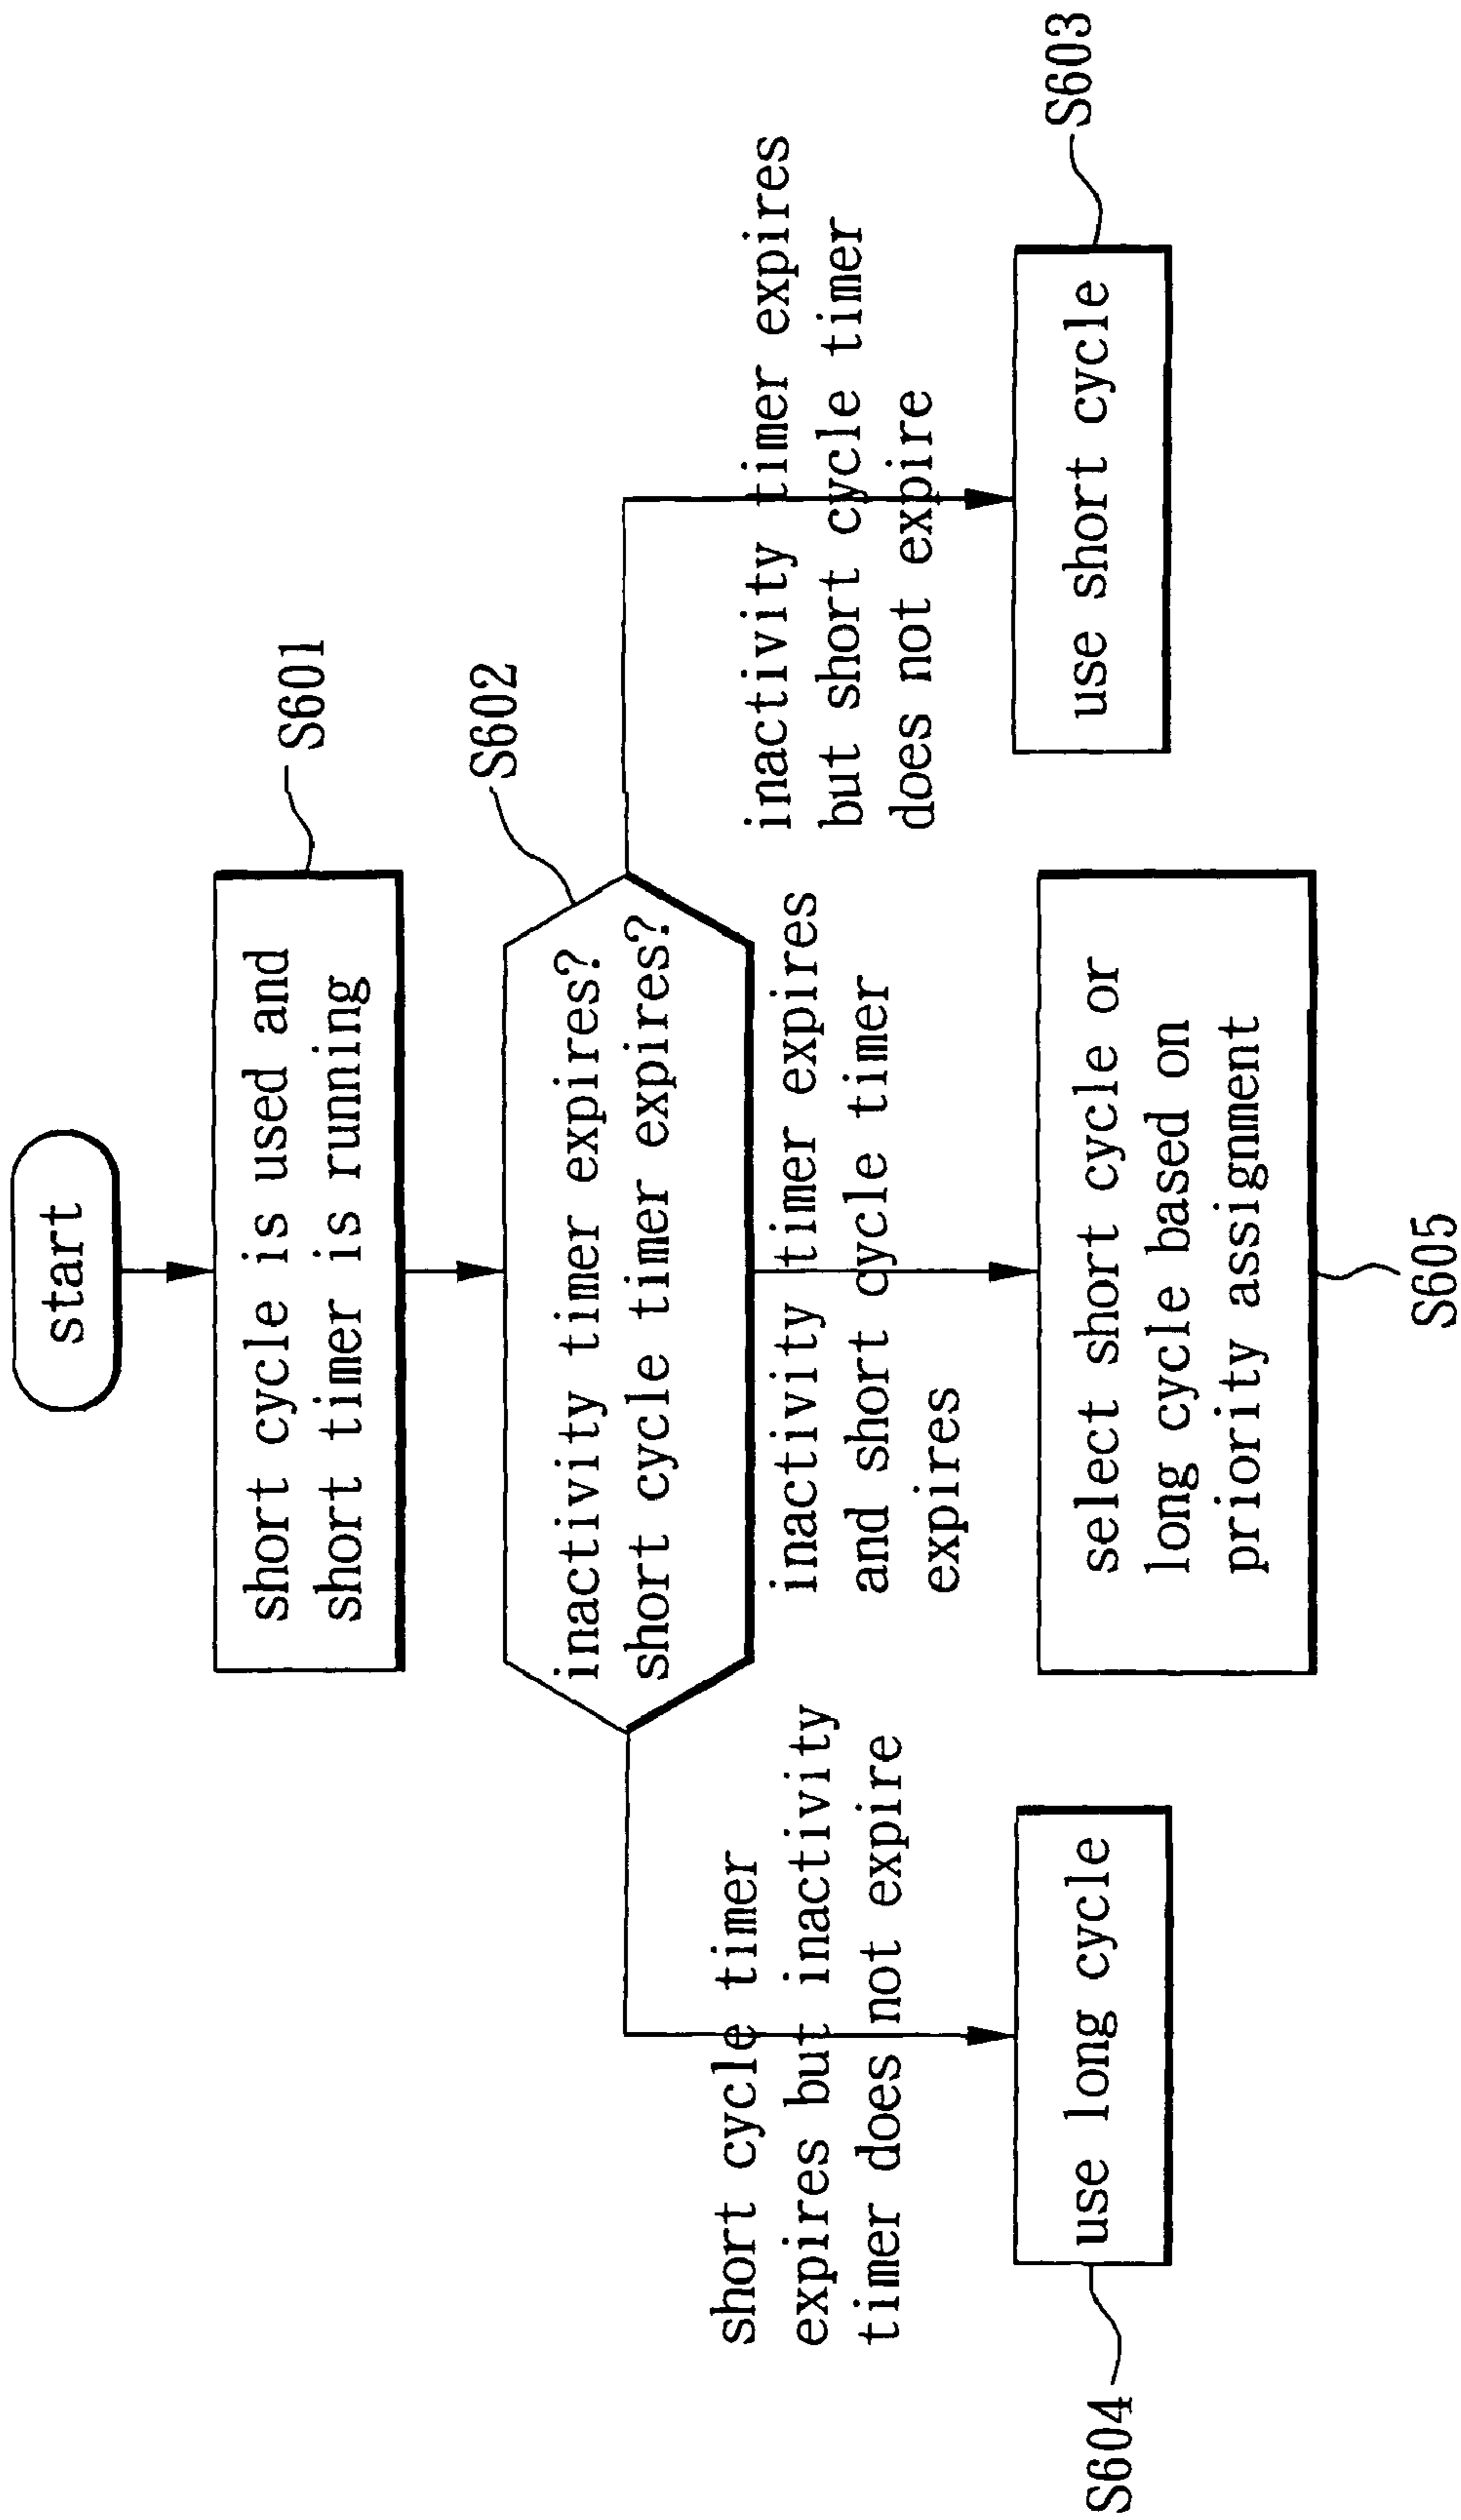 start
short cycle is used and
short timer is running
S601
inactivity timer expires?
short cycle timer expires?
S602
short cycle timer
expires but inactivity
timer does not expire
inactivity timer expires
and short cycle timer
expires
inactivity timer expires
but short cycle timer
does not expire
use long cycle
S604
select short cycle or
long cycle based on
priority assignment
S605
use short cycle
S603